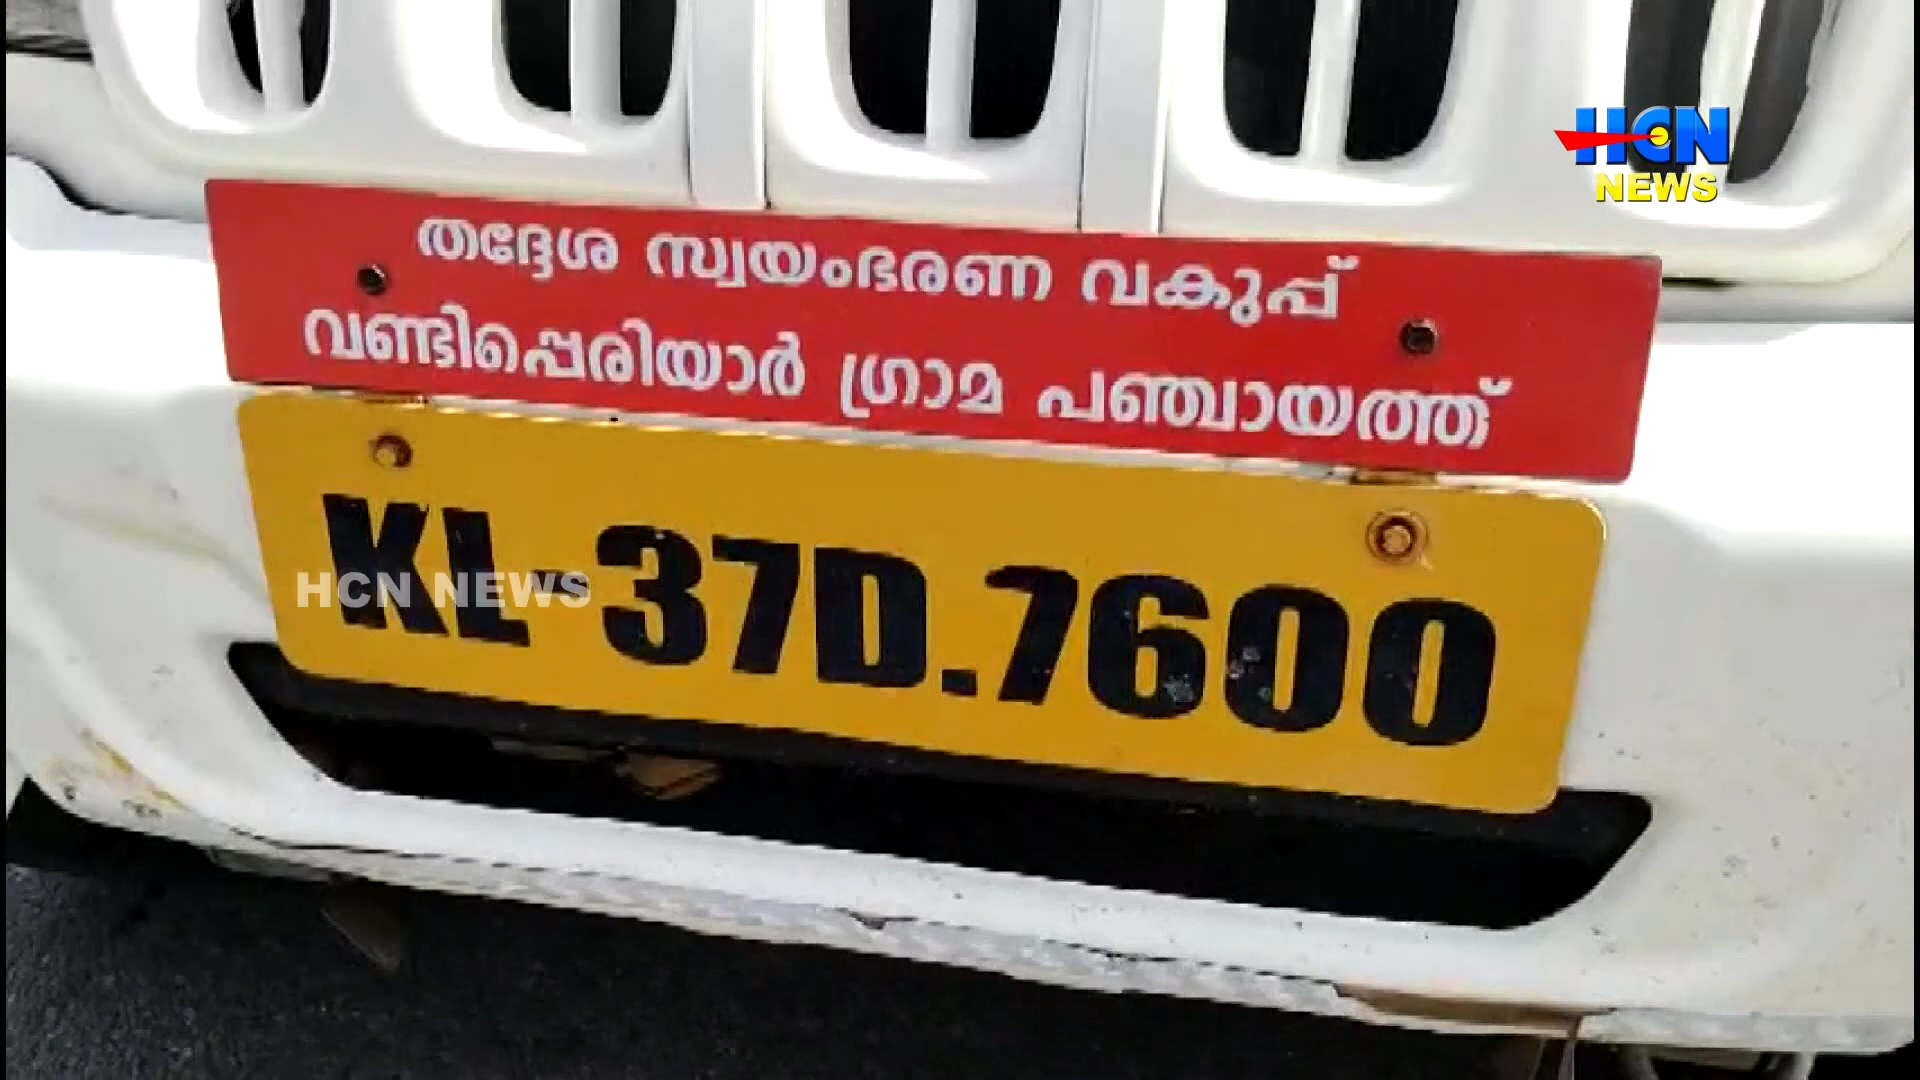 HCN
NEWS
തദ്ദേശ സ്വയംഭരണ വകുപ്പ്
വണ്ടിപ്പെരിയാർ ഗ്രാമ പഞ്ചായത്ത്
KL-37D.7600
HCN NEWS